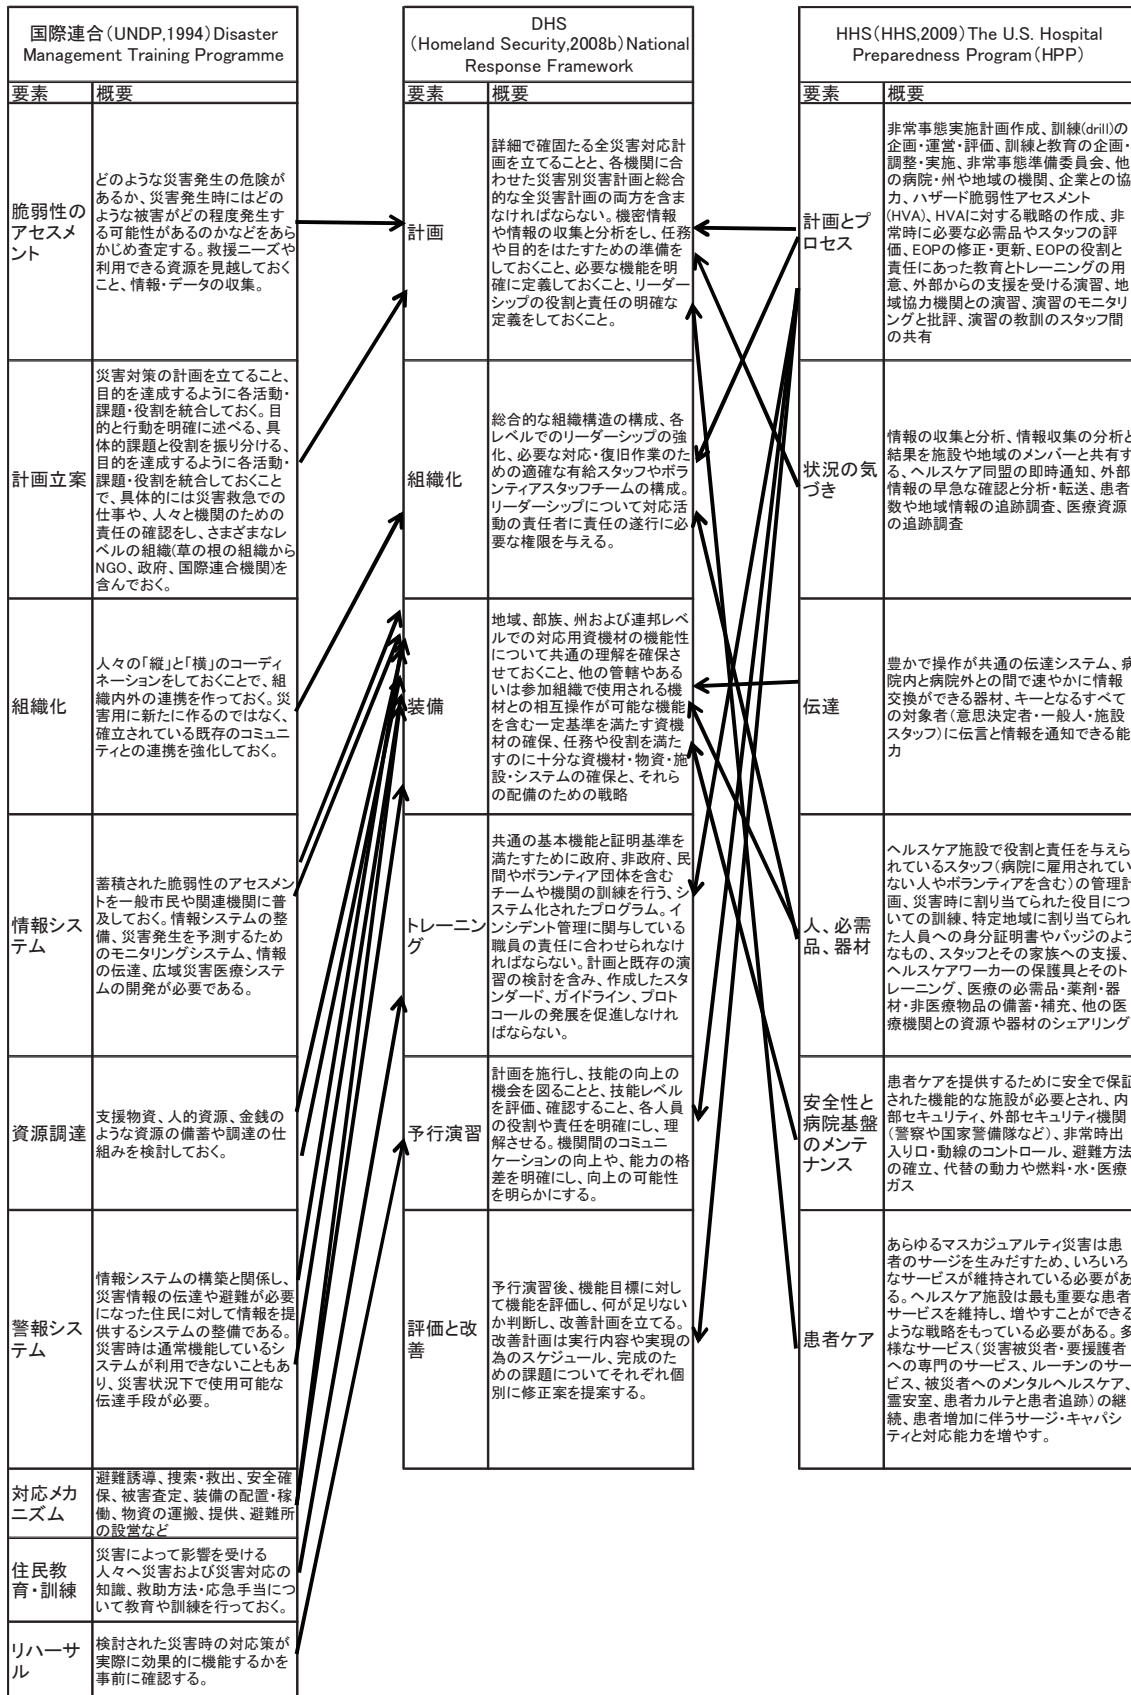 国際連合(UNDP,1994)Disaster
Management Training Programme
要素
概要
脆弱性の
アセスメ
ント
どのような災害発生の危険が
あるか、災害発生時にはどの
ような被害がどの程度発生す
る可能性があるのかなどをあら
かじめ査定する。救援ニーズや
利用できる資源を見越しておく
こと、情報・データの収集。
計画立案
災害対策の計画を立てること、
目的を達成するように各活動・
課題・役割を統合しておく。目
的と行動を明確に述べる、具
体的課題と役割を振り分ける、
目的を達成するように各活動・
課題・役割を統合しておくこと
で、具体的には災害救急での
仕事や、人々と機関のための
責任の確認をし、さまざまなレ
ベルの組織(草の根の組織から
NGO、政府、国際連合機関)を
含んでおく。
組織化
人々の「縦」と「横」のコーディ
ネーションをしておくことで、組
織内外の連携を作っておく。災
害用に新たに作るのではなく、
確立されている既存のコミュニ
ティとの連携を強化しておく。
情報シス
テム
蓄積された脆弱性のアセスメン
トを一般市民や関連機関に普
及しておく。情報システムの整
備、災害発生を予測するため
のモニタリングシステム、情報
の伝達、広域災害医療システ
ムの開発が必要である。
資源調達
支援物資、人的資源、金銭の
ような資源の備蓄や調達の仕
組みを検討しておく。
警報シス
テム
情報システムの構築と関係し、
災害情報の伝達や避難が必要
になった住民に対して情報を提
供するシステムの整備である。
災害時は通常機能しているシ
ステムが利用できないこともあ
り、災害状況下で使用可能な
伝達手段が必要。
対応メカ
ニズム
避難誘導、捜索・救出、安全確
保、被害査定、装備の配置・稼
働、物資の運搬、提供、避難所
の設営など
住民教
育・訓練
災害によって影響を受ける
人々へ災害および災害対応の
知識、救助方法・応急手当につ
いて教育や訓練を行っておく。
リハーサ
ル
検討された災害時の対応策が
実際に効果的に機能するかを
事前に確認する。
DHS
(Homeland Security,2008b)National
Response Framework
要素
概要
計画
詳細で確固たる全災害対応計
画を立てることと、各機関に合
わせた災害別災害計画と総合
的な全災害計画の両方を含ま
なければならない。機密情報
や情報の収集と分析をし、任務
や目的をはたすための準備を
しておくこと、必要な機能を明
確に定義しておくこと、リーダー
シップの役割と責任の明確な
定義をしておくこと。
組織化
総合的な組織構造の構成、各
レベルでのリーダーシップの強
化、必要な対応・復旧作業のた
めの適確な有給スタッフやボラ
ンティアスタッフチームの構成。
リーダーシップについて対応活
動の責任者に責任の遂行に必
要な権限を与える。
装備
地域、部族、州および連邦レベ
ルでの対応用資機材の機能性
について共通の理解を確保さ
せておくこと、他の管轄やある
いは参加組織で使用される機
材との相互操作が可能な機能
を含む一定基準を満たす資機
材の確保、任務や役割を満た
すのに十分な資機材・物資・施
設・システムの確保と、それら
の配備のための戦略
トレーニン
グ
共通の基本機能と証明基準を
満たすために政府、非政府、民
間やボランティア団体を含む
チームや機関の訓練を行う、シ
ステム化されたプログラム。イ
ンシデント管理に関与している
職員の責任に合わせられなけ
ればならない。計画と既存の演
習の検討を含み、作成したスタ
ンダード、ガイドライン、プロト
コールの発展を促進しなけれ
ばならない。
予行演習
計画を施行し、技能の向上の
機会を図ることと、技能レベル
を評価、確認すること、各人員
の役割や責任を明確にし、理
解させる。機関間のコミュニ
ケーションの向上や、能力の格
差を明確にし、向上の可能性
を明らかにする。
評価と改
善
予行演習後、機能目標に対し
て機能を評価し、何が足りない
か判断し、改善計画を立てる。
改善計画は実行内容や実現の
為のスケジュール、完成のた
めの課題についてそれぞれ個
別に修正案を提案する。
HHS(HHS,2009)The U.S. Hospital
Preparedness Program(HPP)
要素
概要
計画とプ
ロセス
非常事態実施計画作成、訓練(drill)の
企画・運営・評価、訓練と教育の企画・
調整・実施、非常事態準備委員会、他
の病院・州や地域の機関、企業との協
力、ハザード脆弱性アセスメント
(HVA)、HVAに対する戦略の作成、非
常時に必要な必需品やスタッフの評
価、EOPの修正・更新、EOPの役割と
責任にあった教育とトレーニングの用
意、外部からの支援を受ける演習、地
域協力機関との演習、演習のモニタリ
ングと批評、演習の教訓のスタッフ間
の共有
状況の気
づき
情報の収集と分析、情報収集の分析と
結果を施設や地域のメンバーと共有す
る、ヘルスケア同盟の即時通知、外部
情報の早急な確認と分析・転送、患者
数や地域情報の追跡調査、医療資源
の追跡調査
伝達
豊かで操作が共通の伝達システム、病
院内と病院外との間で速やかに情報
交換ができる器材、キーとなるすべて
の対象者(意思決定者・一般人・施設
スタッフ)に伝言と情報を通知できる能
力
人、必需
品、器材
ヘルスケア施設で役割と責任を与えら
れているスタッフ(病院に雇用されてい
ない人やボランティアを含む)の管理計
画、災害時に割り当てられた役目につ
いての訓練、特定地域に割り当てられ
た人員への身分証明書やバッジのよう
なもの、スタッフとその家族への支援、
ヘルスケアワーカーの保護具とそのト
レーニング、医療の必需品・薬剤・器
材・非医療物品の備蓄・補充、他の医
療機関との資源や器材のシェアリング
安全性と
病院基盤
のメンテ
ナンス
患者ケアを提供するために安全で保証
された機能的な施設が必要とされ、内
部セキュリティ、外部セキュリティ機関
(警察や国家警備隊など)、非常時出
入り口・動線のコントロール、避難方法
の確立、代替の動力や燃料・水・医療
ガス
患者ケア
あらゆるマスカジュアルティ災害は患
者のサージを生みだすため、いろいろ
なサービスが維持されている必要があ
る。ヘルスケア施設は最も重要な患者
サービスを維持し、増やすことができる
ような戦略をもっている必要がある。多
様なサービス(災害被災者・要援護者
への専門のサービス、ルーチンのサー
ビス、被災者へのメンタルヘルスケア、
霊安室、患者カルテと患者追跡)の継
続、患者増加に伴うサージ・キャパシ
ティと対応能力を増やす。